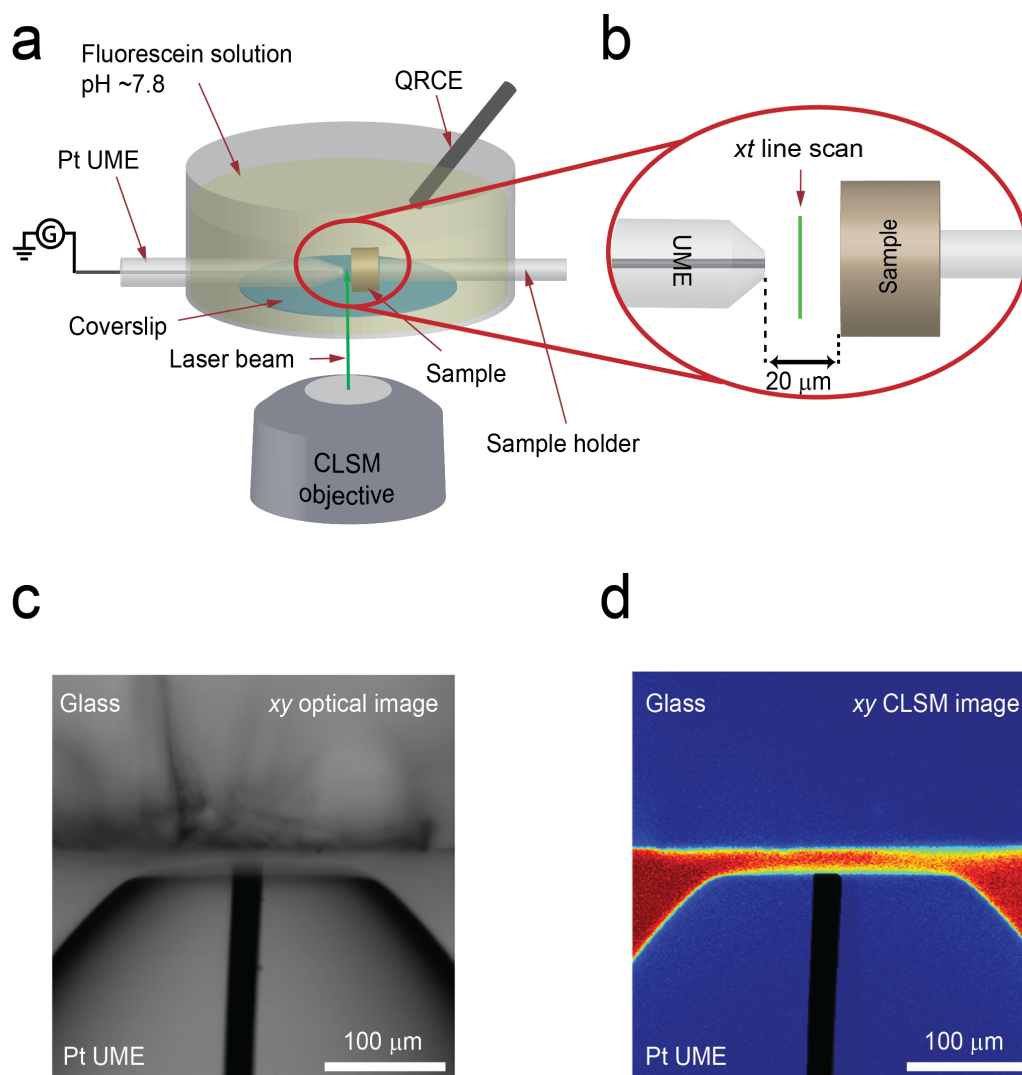 a
Fluorescein solution
pH ~7.8
QRCE
Pt UME
G
Coverslip
Laser beam
Sample
Sample holder
CLSM
objective
b
xt line scan
UME
Sample
20 μm
c
Glass
xy optical image
Pt UME
100 μm
d
Glass
xy CLSM image
Pt UME
100 μm